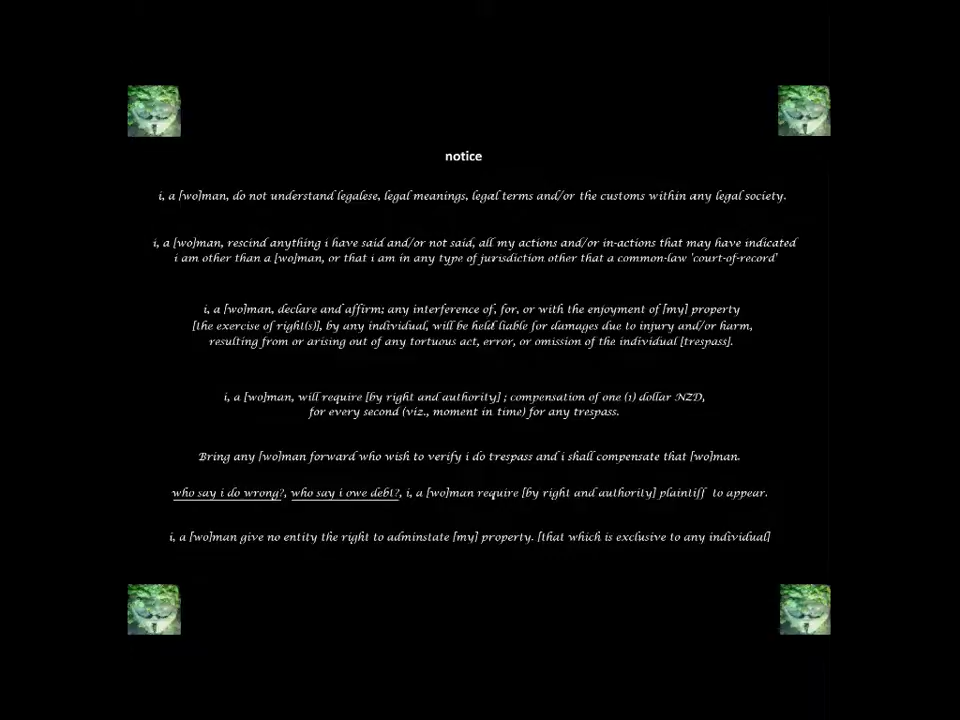 notice
i, a [wo]man, do not understand legalese, legal meanings, legal terms and/or the customs within any legal society.
i, a [wo]man, rescind anything i have said and/or not said, all my actions and/or in-actions that may have indicated
i am other than a [wo]man, or that i am in any type of jurisdiction other that a common-law 'court-of-record'
i, a [wo]man, declare and affirm; any interference of, for, or with the enjoyment of [my] property
[the exercise of right(s)], by any individual, will be held liable for damages due to injury and/or harm,
resulting from or arising out of any tortuous act, error, or omission of the individual [trespass].
i, a [wo]man, will require [by right and authority] ; compensation of one (1) dollar NZD,
for every second (viz., moment in time) for any trespass.
Bring any [wo]man forward who wish to verify i do trespass and i shall compensate that [wo]man.
who say i do wrong?, who say i owe debt?, i, a [wo]man require [by right and authority] plaintiff to appear.
i, a [wo]man give no entity the right to adminstate [my] property. [that which is exclusive to any individual]